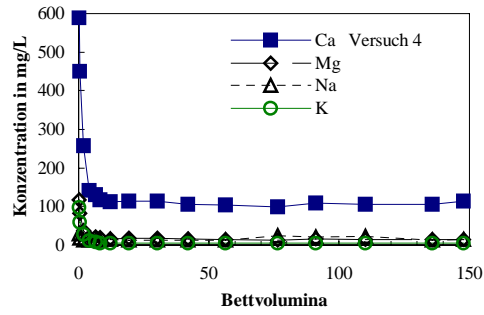 600
500
400
300
200
100
0
Konzentration in mg/L
Ca Versuch 4
Mg
Na
K
0 50 100 150
Bettvolumina